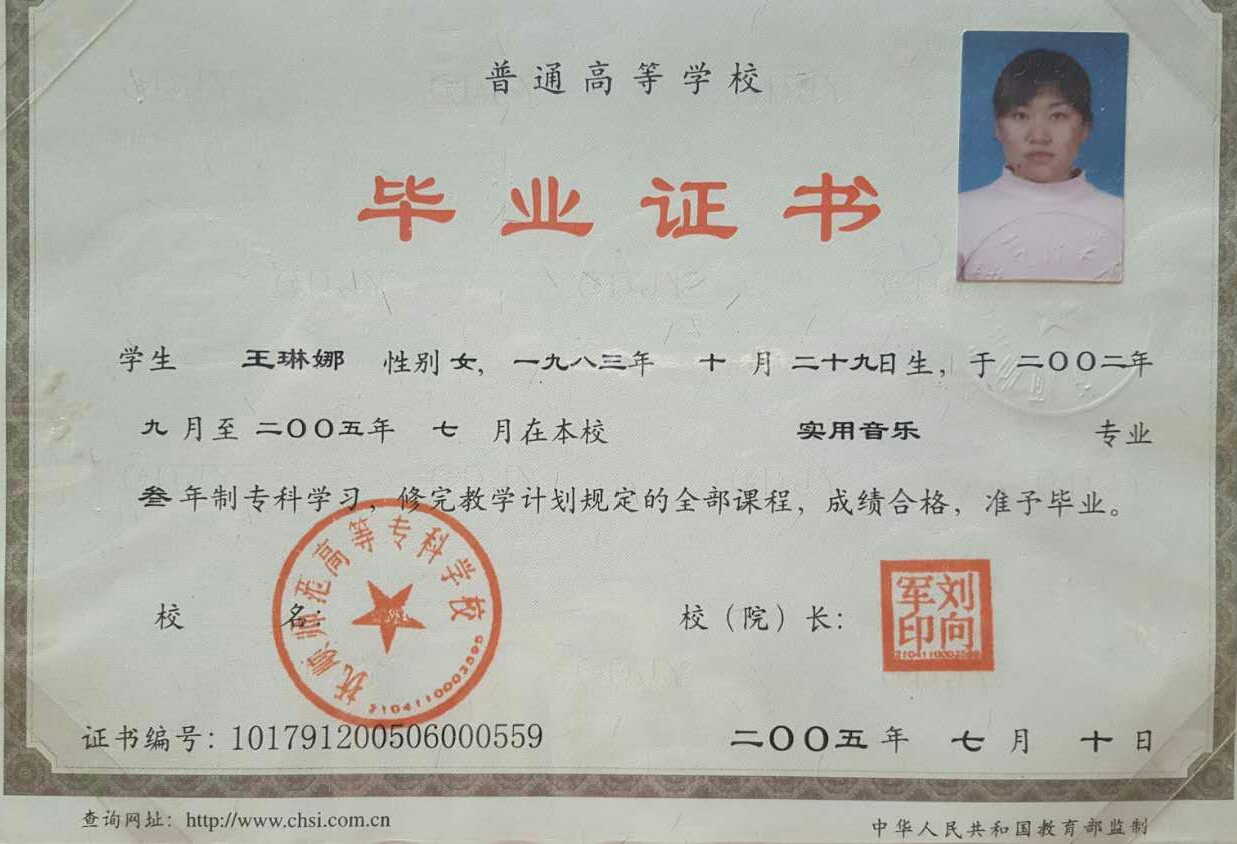 普通高等学校
毕业证书
学生 王琳娜 性别 女，一九八三年 十 月 二十九日生，于 二〇〇二年
九 月至 二〇〇五年 七 月在本校 实用音乐 专业
叁 年制专科学习，修完教学计划规定的全部课程，成绩合格，准予毕业。
校 名：
抚顺师范高等专科学校
2104110003595
校（院）长：
刘向军印
证书编号：101791200506000559
二〇〇五 年 七 月 十 日
查询网址：http://www.chsi.com.cn
中华人民共和国教育部监制